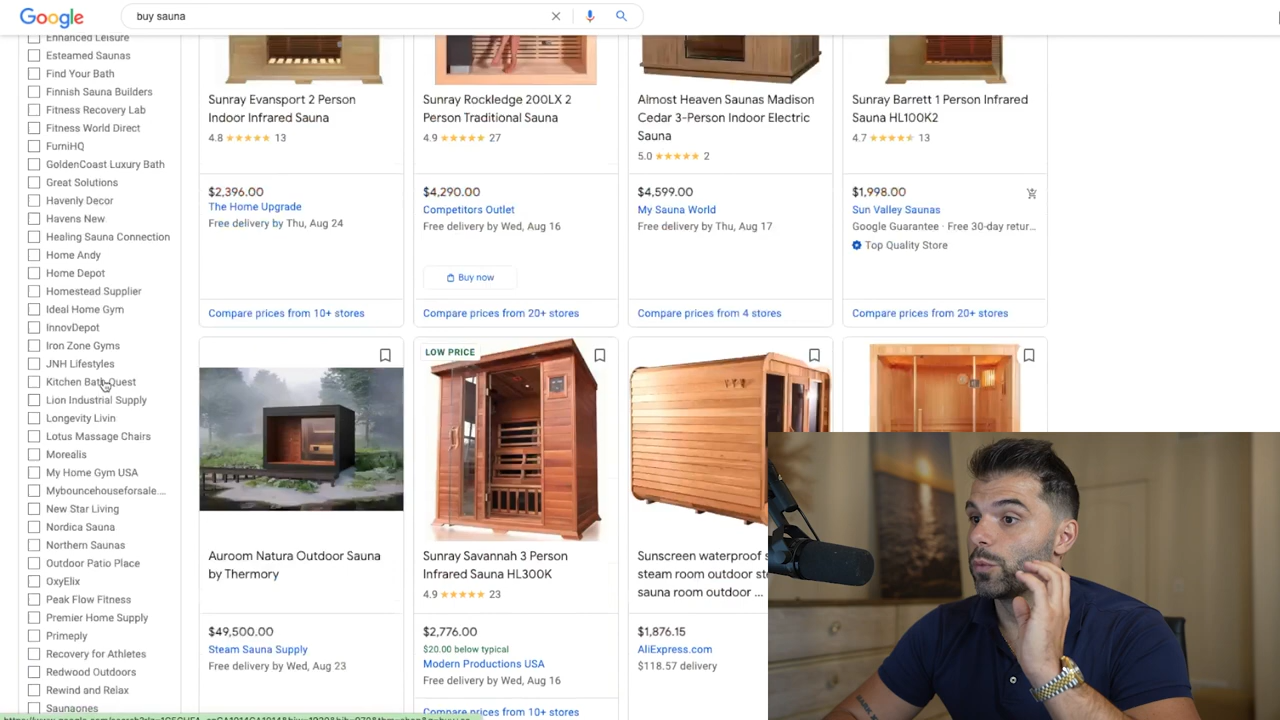 Google
buy sauna
Enhanced Leisure
Esteamed Saunas
Find Your Bath
Finnish Sauna Builders
Fitness Recovery Lab
Fitness World Direct
FurniHQ
GoldenCoast Luxury Bath
Great Solutions
Havenly Decor
Havens New
Healing Sauna Connection
Home Andy
Home Depot
Homestead Supplier
Ideal Home Gym
InnovDepot
Iron Zone Gyms
JNH Lifestyles
Kitchen Bath Quest
Lion Industrial Supply
Longevity Livin
Lotus Massage Chairs
Morealis
My Home Gym USA
Mybouncehouseforsale...
New Star Living
Nordica Sauna
Northern Saunas
Outdoor Patio Place
OxyElix
Peak Flow Fitness
Premier Home Supply
Primeply
Recovery for Athletes
Redwood Outdoors
Rewind and Relax
Saunaones
Sunray Evansport 2 Person
Indoor Infrared Sauna
4.8 ★★★★★ 13
$2,396.00
The Home Upgrade
Free delivery by Thu, Aug 24
Compare prices from 10+ stores
Sunray Rockledge 200LX 2
Person Traditional Sauna
4.9 ★★★★★ 27
$4,290.00
Competitors Outlet
Free delivery by Wed, Aug 16
Buy now
Compare prices from 20+ stores
Almost Heaven Saunas Madison
Cedar 3-Person Indoor Electric
Sauna
5.0 ★★★★★ 2
$4,599.00
My Sauna World
Free delivery by Thu, Aug 17
Compare prices from 4 stores
Sunray Barrett 1 Person Infrared
Sauna HL100K2
4.7 ★★★★★ 13
$1,998.00
Sun Valley Saunas
Google Guarantee · Free 30-day retur...
Top Quality Store
Compare prices from 20+ stores
Auroom Natura Outdoor Sauna
by Thermory
$49,500.00
Steam Sauna Supply
Free delivery by Wed, Aug 23
LOW PRICE
Sunray Savannah 3 Person
Infrared Sauna HL300K
4.9 ★★★★★ 23
$2,776.00
$20.00 below typical
Modern Productions USA
Free delivery by Wed, Aug 16
Compare prices from 10+ stores
Sunscreen waterproof
steam room outdoor
sauna room outdoor ...
$1,876.15
AliExpress.com
$118.57 delivery